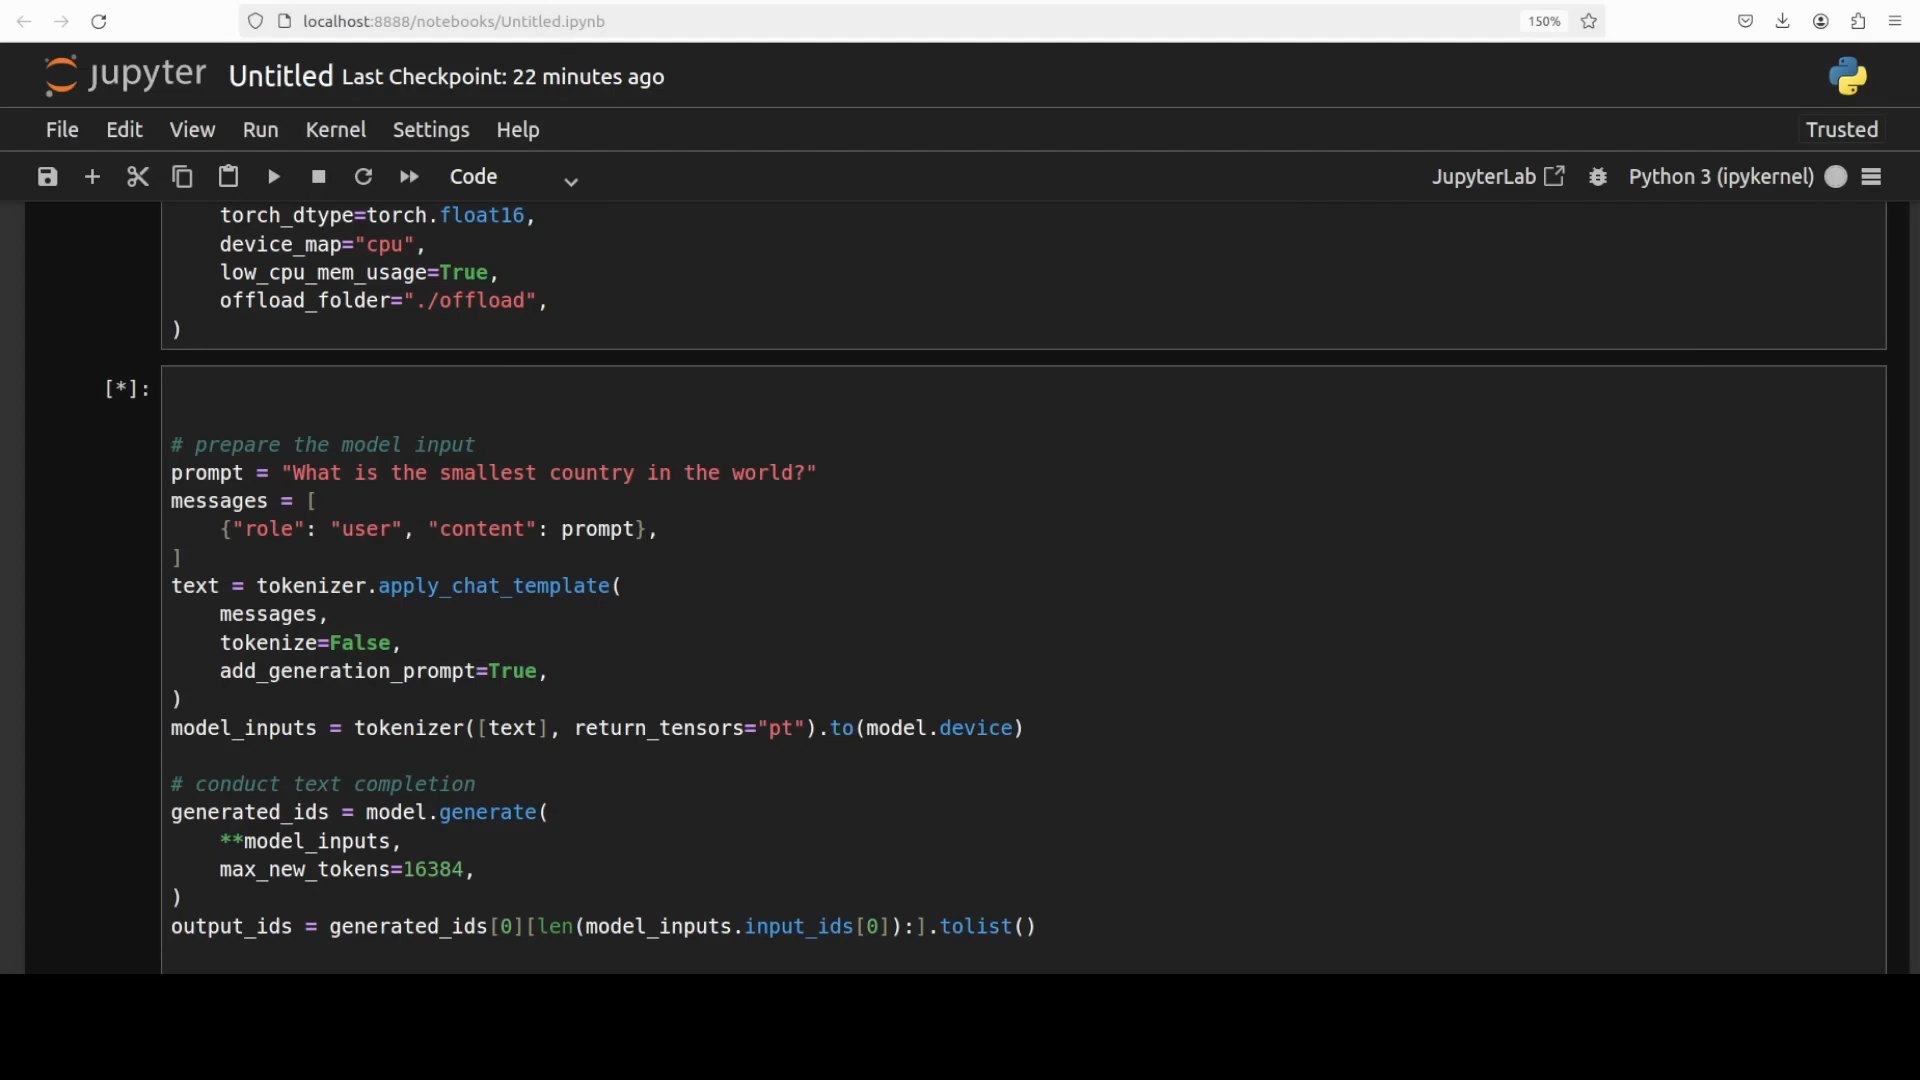 localhost:8888/notebooks/Untitled.ipynb
150%
jupyter Untitled Last Checkpoint: 22 minutes ago
File Edit View Run Kernel Settings Help
Trusted
Code
JupyterLab
Python 3 (ipykernel)
torch_dtype=torch.float16,
device_map="cpu",
low_cpu_mem_usage=True,
offload_folder="./offload",
)
[*]:
# prepare the model input
prompt = "What is the smallest country in the world?"
messages = [
{"role": "user", "content": prompt},
]
text = tokenizer.apply_chat_template(
messages,
tokenize=False,
add_generation_prompt=True,
)
model_inputs = tokenizer([text], return_tensors="pt").to(model.device)
# conduct text completion
generated_ids = model.generate(
**model_inputs,
max_new_tokens=16384,
)
output_ids = generated_ids[0][len(model_inputs.input_ids[0]):].tolist()